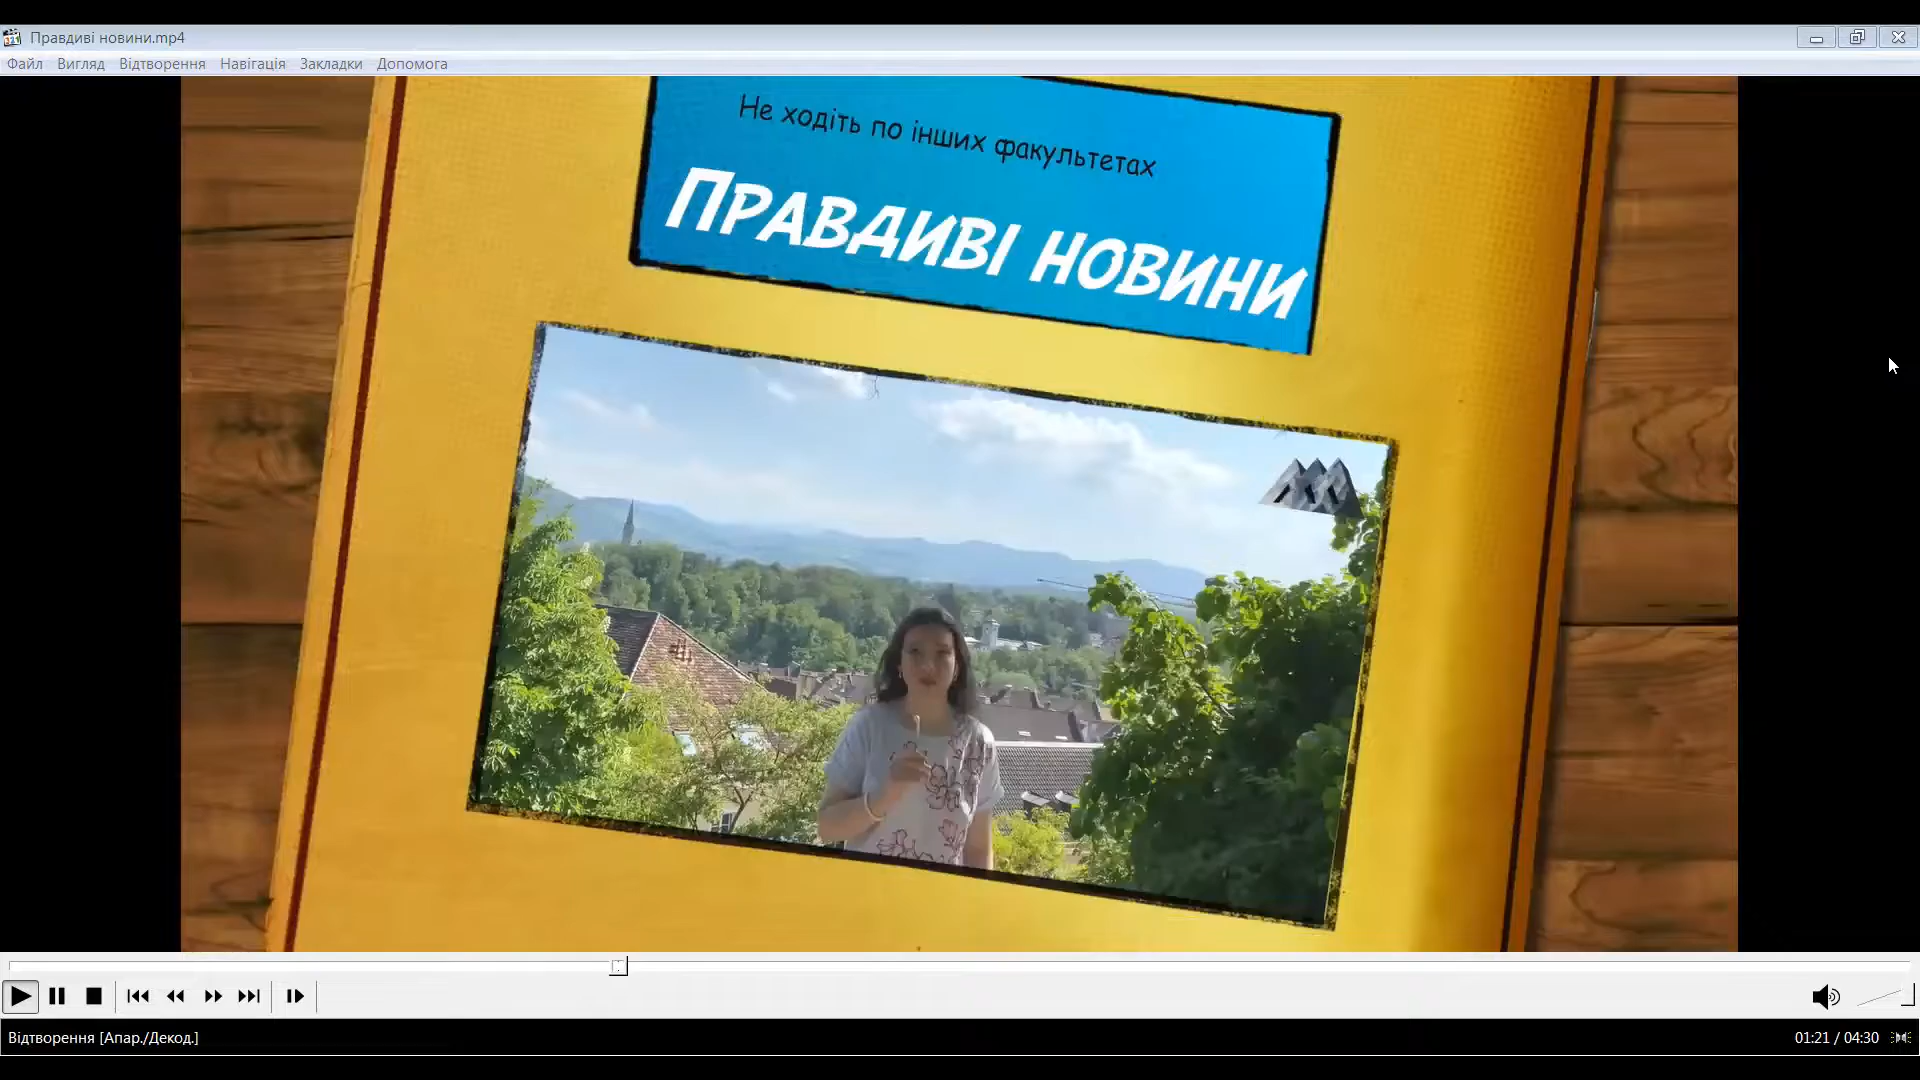 Правдиві новини.mp4
Файл Вигляд Відтворення Навігація Закладки Допомога
Не ходіть по інших факультетах
ПРАВДИВІ НОВИНИ
Відтворення [Апар./Декод.]
01:21 / 04:30